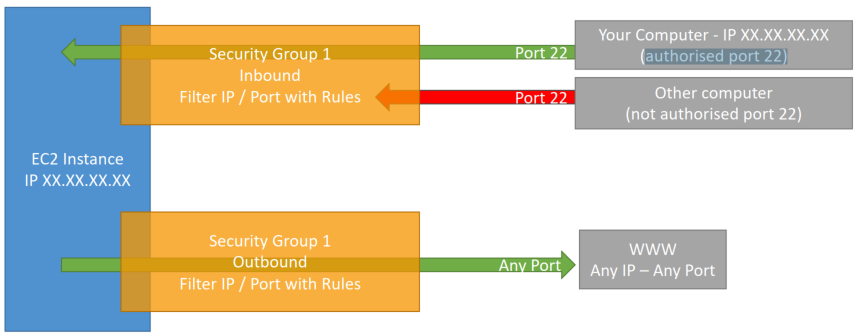 Security Group 1
Inbound
Filter IP / Port with Rules
Port 22
Your Computer - IP XX.XX.XX.XX
(authorised port 22)
Port 22
Other computer
(not authorised port 22)
EC2 Instance
IP XX.XX.XX.XX
Security Group 1
Outbound
Filter IP / Port with Rules
Any Port
WWW
Any IP – Any Port